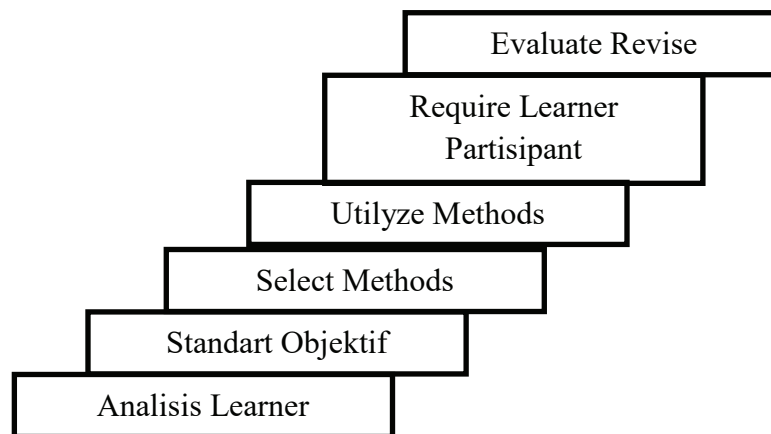 Evaluate Revise
Require Learner
Partisipant
Utilyze Methods
Select Methods
Standart Objektif
Analisis Learner